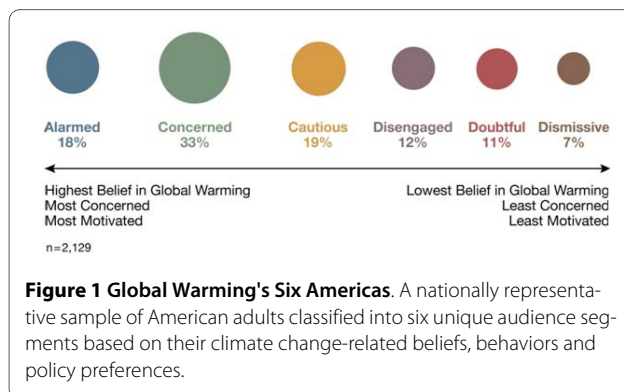 Alarmed Concerned Cautious Disengaged Doubtful Dismissive
18% 33% 19% 12% 11% 7%
Highest Belief in Global Warming Lowest Belief in Global Warming
Most Concerned Least Concerned
Most Motivated Least Motivated
n=2,129
Figure 1 Global Warming's Six Americas. A nationally representa-
tive sample of American adults classified into six unique audience seg-
ments based on their climate change-related beliefs, behaviors and
policy preferences.